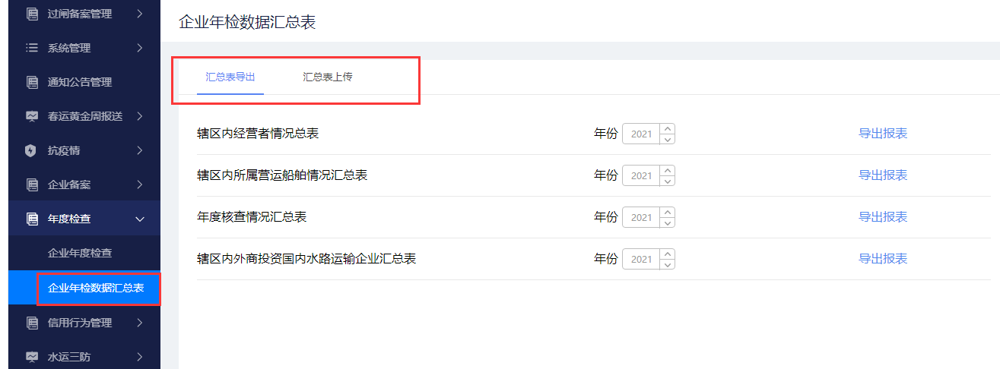 过闸备案管理
系统管理
通知公告管理
春运黄金周报送
抗疫情
企业备案
年度检查
企业年度检查
企业年检数据汇总表
信用行为管理
水运三防
企业年检数据汇总表
汇总表导出 汇总表上传
辖区内经营者情况总表 年份 2021 导出报表
辖区内所属营运船舶情况汇总表 年份 2021 导出报表
年度核查情况汇总表 年份 2021 导出报表
辖区内外商投资国内水路运输企业汇总表 年份 2021 导出报表